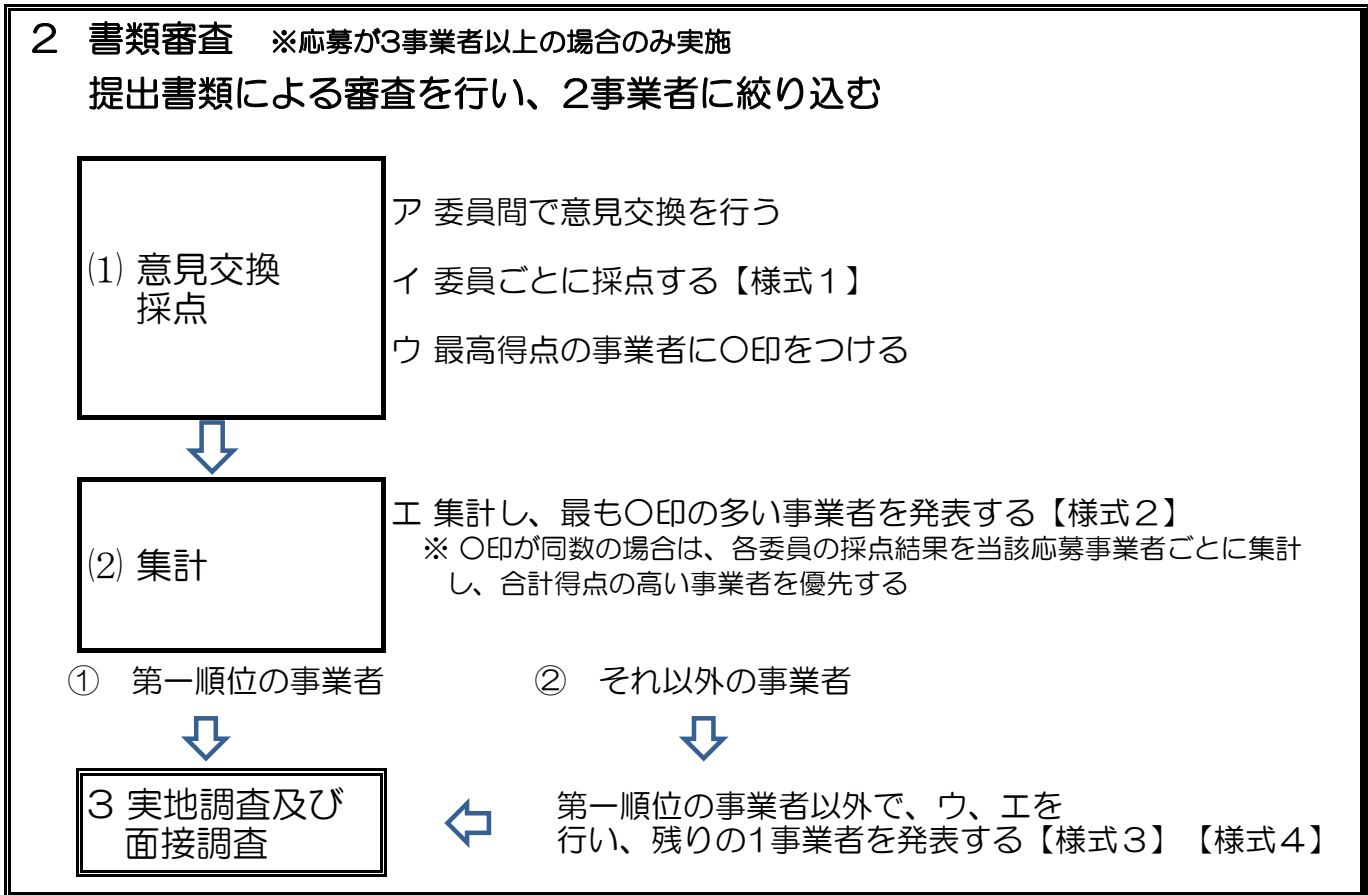 ２ 書類審査 ※応募が3事業者以上の場合のみ実施
提出書類による審査を行い、2事業者に絞り込む
⑴ 意見交換
採点
ア 委員間で意見交換を行う
イ 委員ごとに採点する【様式１】
ウ 最高得点の事業者に〇印をつける
⑵ 集計
エ 集計し、最も〇印の多い事業者を発表する【様式２】
※ 〇印が同数の場合は、各委員の採点結果を当該応募事業者ごとに集計
し、合計得点の高い事業者を優先する
① 第一順位の事業者
② それ以外の事業者
３ 実地調査及び
面接調査
第一順位の事業者以外で、ウ、エを
行い、残りの1事業者を発表する【様式３】【様式４】